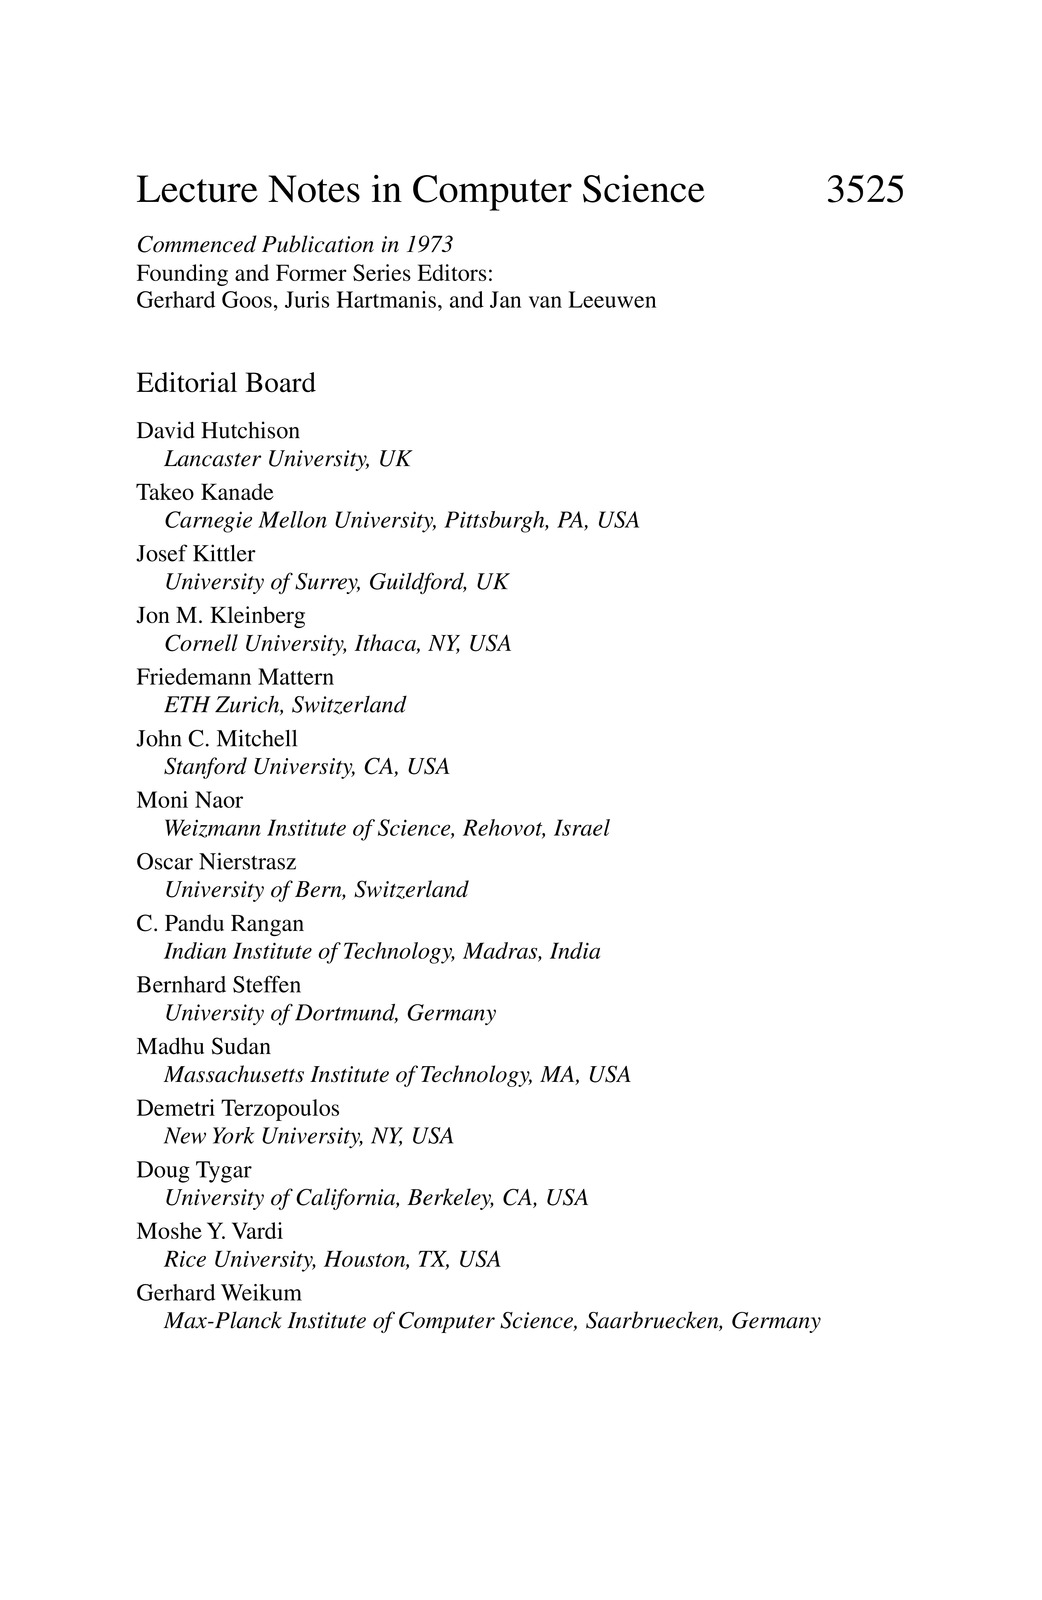 Lecture Notes in Computer Science 3525
Commenced Publication in 1973
Founding and Former Series Editors:
Gerhard Goos, Juris Hartmanis, and Jan van Leeuwen
Editorial Board
David Hutchison
Lancaster University, UK
Takeo Kanade
Carnegie Mellon University, Pittsburgh, PA, USA
Josef Kittler
University of Surrey, Guildford, UK
Jon M. Kleinberg
Cornell University, Ithaca, NY, USA
Friedemann Mattern
ETH Zurich, Switzerland
John C. Mitchell
Stanford University, CA, USA
Moni Naor
Weizmann Institute of Science, Rehovot, Israel
Oscar Nierstrasz
University of Bern, Switzerland
C. Pandu Rangan
Indian Institute of Technology, Madras, India
Bernhard Steffen
University of Dortmund, Germany
Madhu Sudan
Massachusetts Institute of Technology, MA, USA
Demetri Terzopoulos
New York University, NY, USA
Doug Tygar
University of California, Berkeley, CA, USA
Moshe Y. Vardi
Rice University, Houston, TX, USA
Gerhard Weikum
Max-Planck Institute of Computer Science, Saarbruecken, Germany